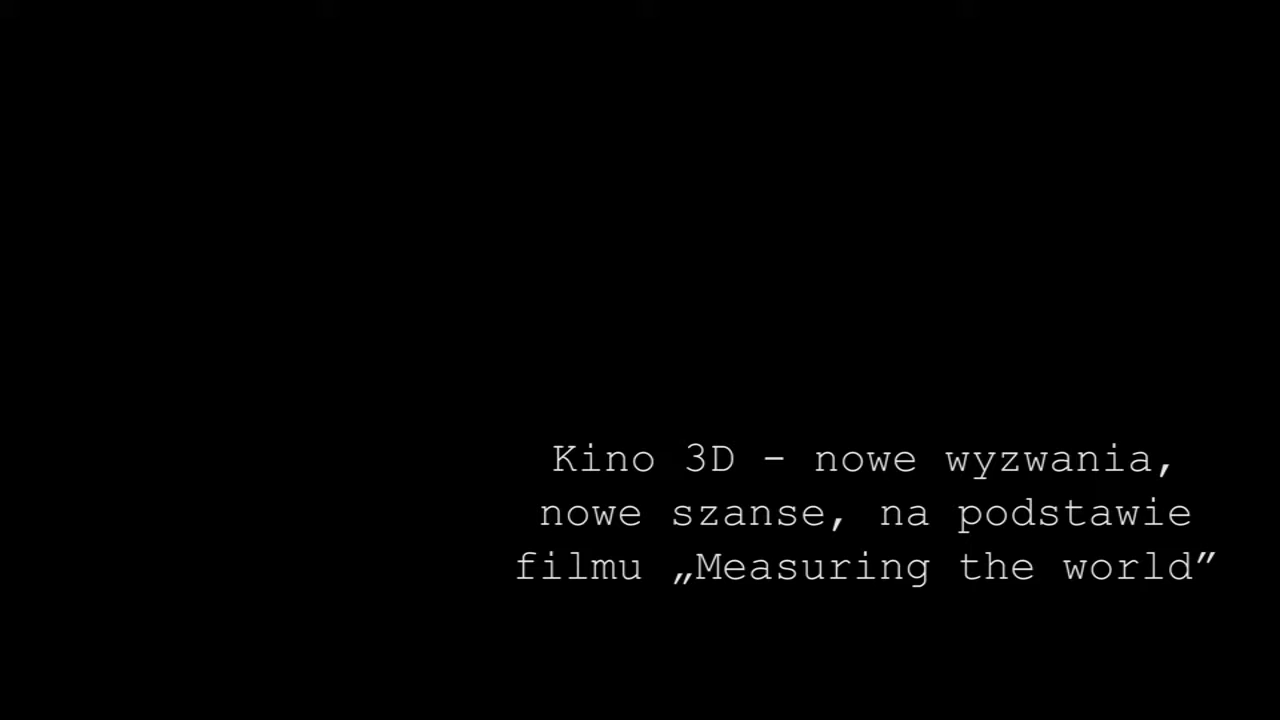 Kino 3D – nowe wyzwania,
nowe szanse, na podstawie
filmu „Measuring the world”